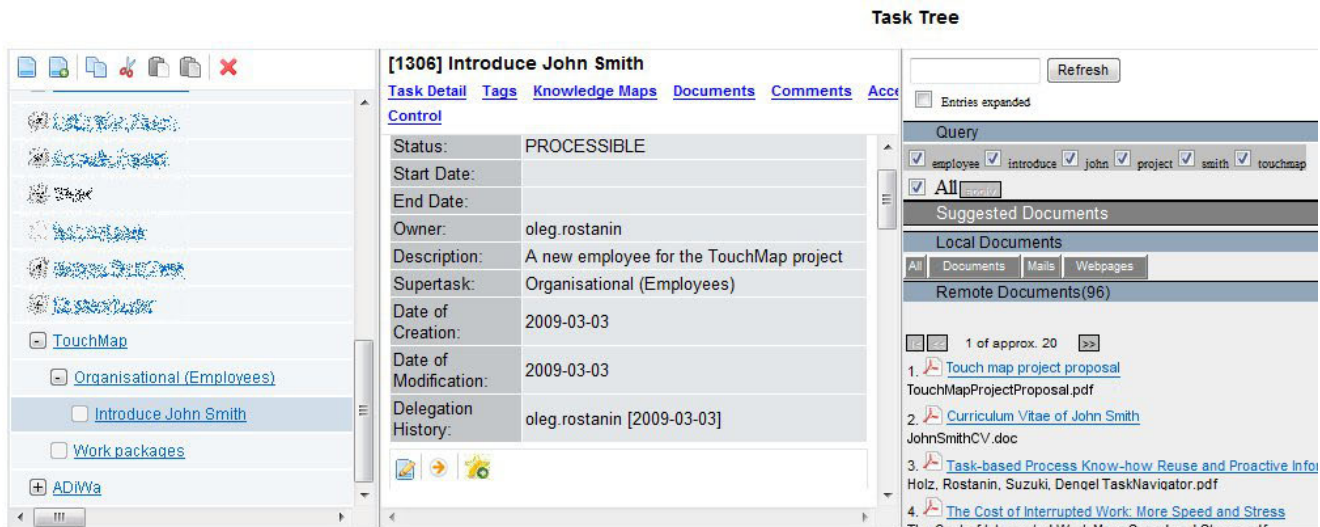 Task Tree
[1306] Introduce John Smith
Task Detail Tags Knowledge Maps Documents Comments Acce
Control
Status: PROCESSIBLE
Start Date:
End Date:
Owner: oleg.rostanin
Description: A new employee for the TouchMap project
Supertask: Organisational (Employees)
Date of
Creation: 2009-03-03
Date of
Modification: 2009-03-03
Delegation
History: oleg.rostanin [2009-03-03]
TouchMap
Organisational (Employees)
Introduce John Smith
Work packages
ADiWa
Refresh
Entries expanded
Query
employee introduce john project smith touchmap
All
Suggested Documents
Local Documents
All Documents Mails Webpages
Remote Documents(96)
1 of approx. 20 >>
1. Touch map project proposal
TouchMapProjectProposal.pdf
2. Curriculum Vitae of John Smith
JohnSmithCV.doc
3. Task-based Process Know-how Reuse and Proactive Infor
Holz, Rostanin, Suzuki, Dengel TaskNavigator.pdf
4. The Cost of Interrupted Work: More Speed and Stress